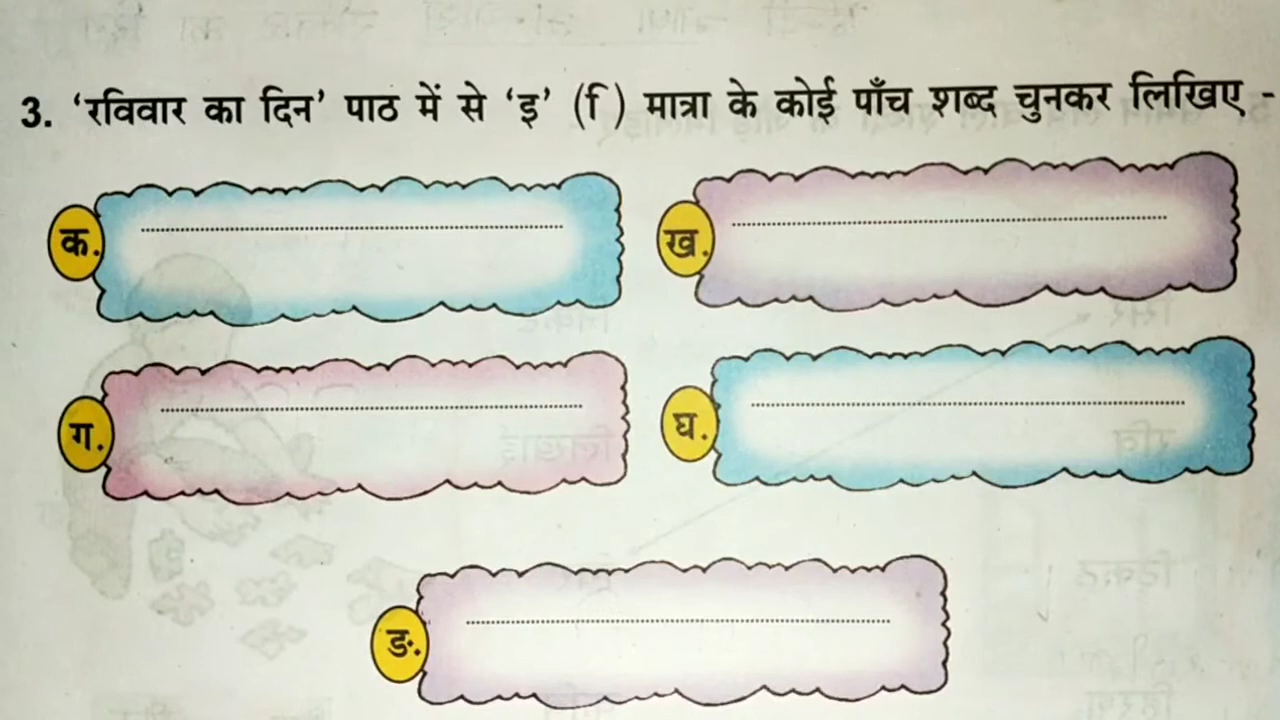 3. ‘रविवार का दिन’ पाठ में से ‘इ’ (ि) मात्रा के कोई पाँच शब्द चुनकर लिखिए -
क. ख.
ग. घ.
ङ.